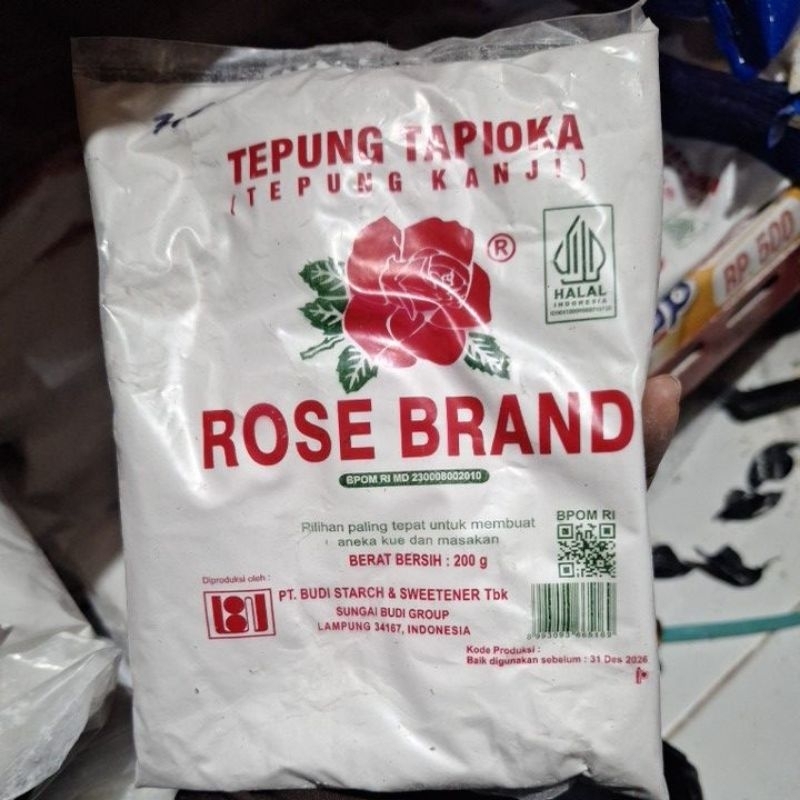 TEPUNG TAPIOKA
(TEPUNG KANJI)
®
HALAL
INDONESIA
ROSE BRAND
BPOM RI MD 230008002010
Pilihan paling tepat untuk membuat
aneka kue dan masakan
BERAT BERSIH : 200 g
BPOM RI
Diproduksi oleh :
PT. BUDI STARCH & SWEETENER Tbk
SUNGAI BUDI GROUP
LAMPUNG 34167, INDONESIA
Kode Produksi :
Baik digunakan sebelum : 31 Des 2026
RP 500